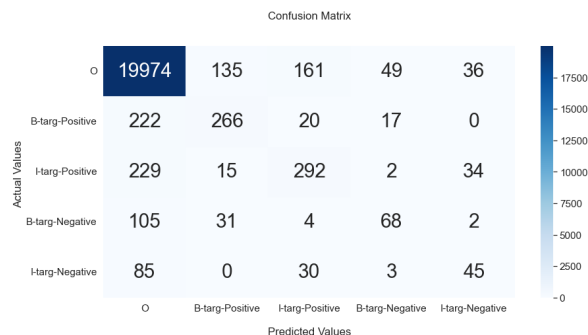 Confusion Matrix
O 19974 135 161 49 36
B-targ-Positive 222 266 20 17 0
I-targ-Positive 229 15 292 2 34
B-targ-Negative 105 31 4 68 2
I-targ-Negative 85 0 30 3 45
O B-targ-Positive I-targ-Positive B-targ-Negative I-targ-Negative
Predicted Values
Actual Values
17500
15000
12500
10000
7500
5000
2500
0